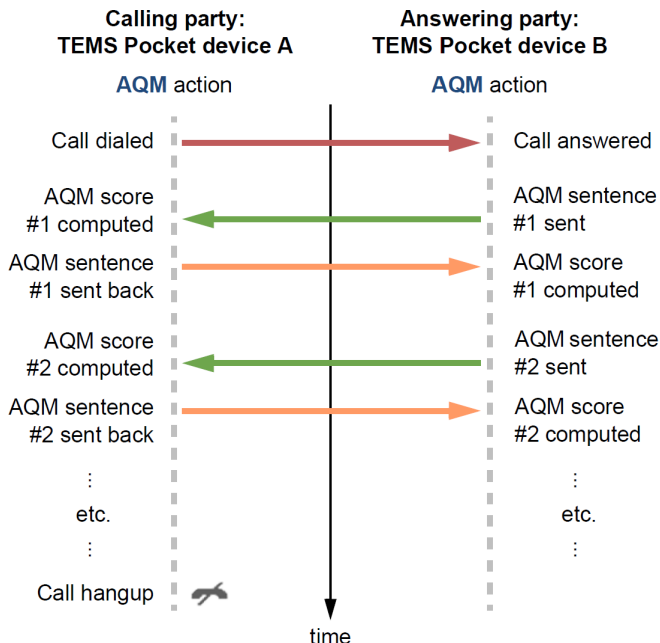 Calling party:
TEMS Pocket device A
Answering party:
TEMS Pocket device B
AQM action
AQM action
Call dialed
Call answered
AQM score
#1 computed
AQM sentence
#1 sent
AQM sentence
#1 sent back
AQM score
#1 computed
AQM score
#2 computed
AQM sentence
#2 sent
AQM sentence
#2 sent back
AQM score
#2 computed
⋮
etc.
⋮
⋮
etc.
⋮
Call hangup
time